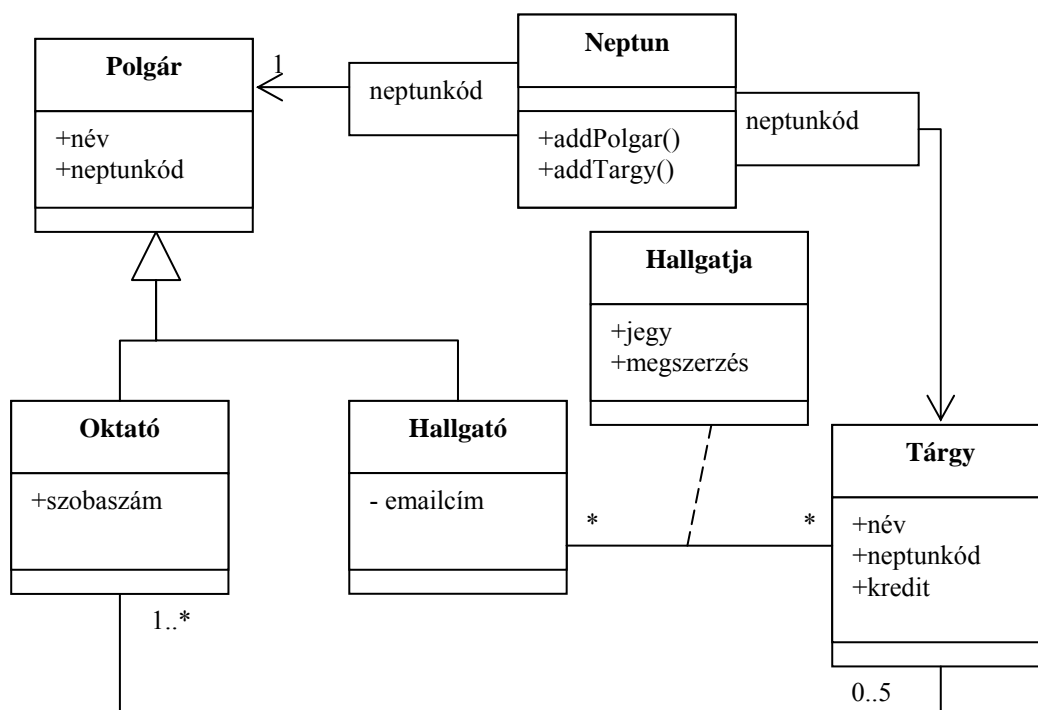 Polgár
+név
+neptunkód
1
neptunkód
Neptun
+addPolgar()
+addTargy()
neptunkód
Hallgatja
+jegy
+megszerzés
Oktató
+szobaszám
1..*
Hallgató
- emailcím
*
*
Tárgy
+név
+neptunkód
+kredit
0..5